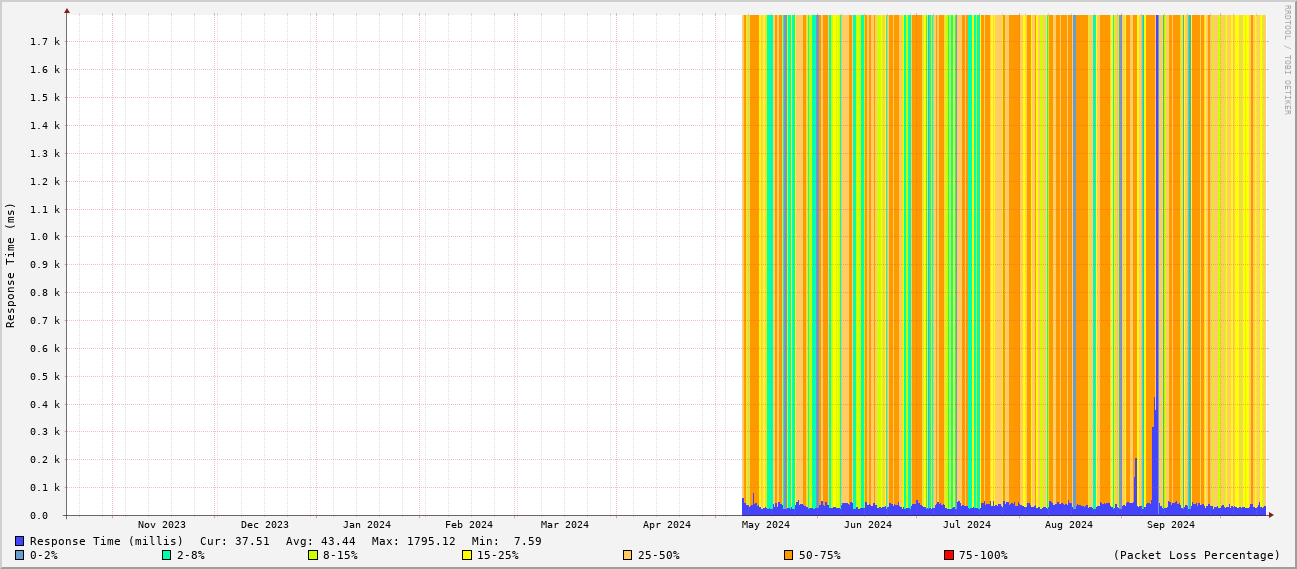 RRDTOOL / TOBI OETIKER
Response Time (ms)
1.7 k
1.6 k
1.5 k
1.4 k
1.3 k
1.2 k
1.1 k
1.0 k
0.9 k
0.8 k
0.7 k
0.6 k
0.5 k
0.4 k
0.3 k
0.2 k
0.1 k
0.0
Nov 2023 Dec 2023 Jan 2024 Feb 2024 Mar 2024 Apr 2024 May 2024 Jun 2024 Jul 2024 Aug 2024 Sep 2024
Response Time (millis) Cur: 37.51 Avg: 43.44 Max: 1795.12 Min: 7.59
0-2% 2-8% 8-15% 15-25% 25-50% 50-75% 75-100% (Packet Loss Percentage)